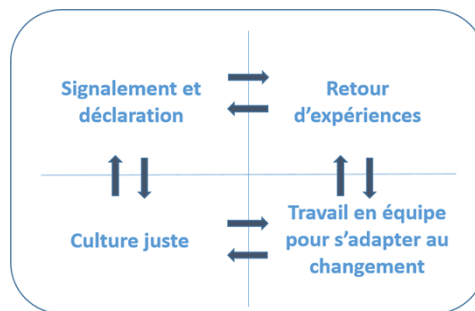 Signalement et
déclaration
Retour
d'expériences
Culture juste
Travail en équipe
pour s'adapter au
changement